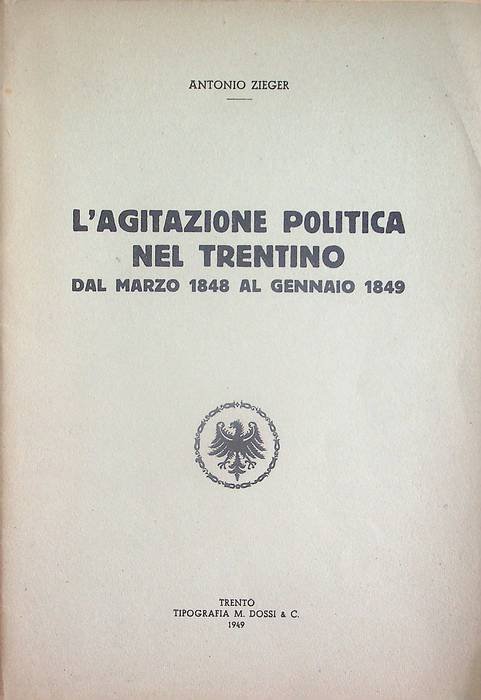 ANTONIO ZIEGER
L'AGITAZIONE POLITICA
NEL TRENTINO
DAL MARZO 1848 AL GENNAIO 1849
TRENTO
TIPOGRAFIA M. DOSSI & C.
1949